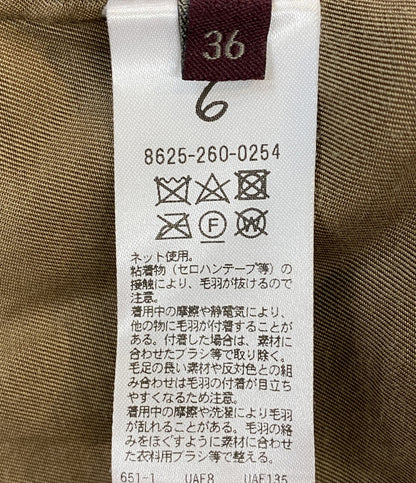 36
6
8625-260-0254
F W
ネット使用。
粘着物（セロハンテープ等）の
接触により、毛羽が抜けるので
注意。
着用中の摩擦や静電気により、
他の物に毛羽が付着することが
ある。付着した場合は、素材に
合わせたブラシ等で取り除く。
毛足の長い素材や反対色との組
み合わせは毛羽の付着が目立ち
やすくなるため注意。
着用中の摩擦や洗濯により毛羽
が乱れることがある。毛羽の絡
みをほぐすように素材に合わせ
た衣料用ブラシ等で整える。
651-1 UAF8 UAF135